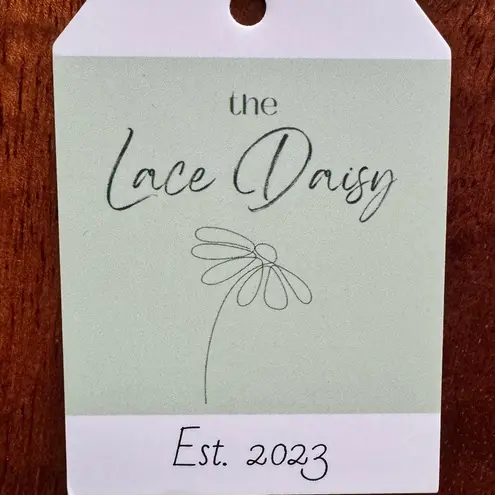 the
Lace Daisy
Est. 2023